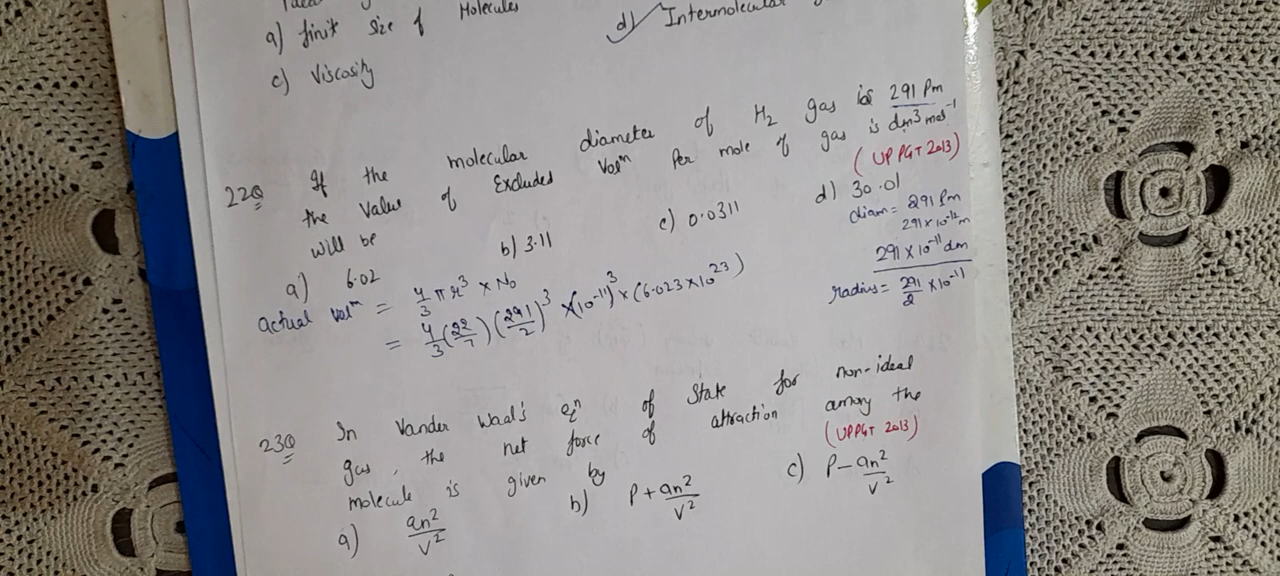 a) finit Size of Molecules
d) Intermolecular
c) Viscosity
22Q If the molecular diameter of H2 gas is 291 Pm
the Value of Excluded Volm Per mole of gas is dm3 mol-1
will be (UP PGT 2013)
a) 6.02 b) 3.11 c) 0.0311 d) 30.01
diam = 291 Pm
291×10-12 m
291 × 10-11 dm
radius = 291/2 × 10-11
actual volm = 4/3 π r3 × No
= 4/3 (22/7) (291/2)3 × (10-11)3 × (6.023×10 23)
23Q In Vander Waal's eqn of State for non-ideal
gas, the net force of attraction among the
molecule is given by (UPPGT 2013)
a) an2/V2 b) P + an2/V2 c) P - an2/V2